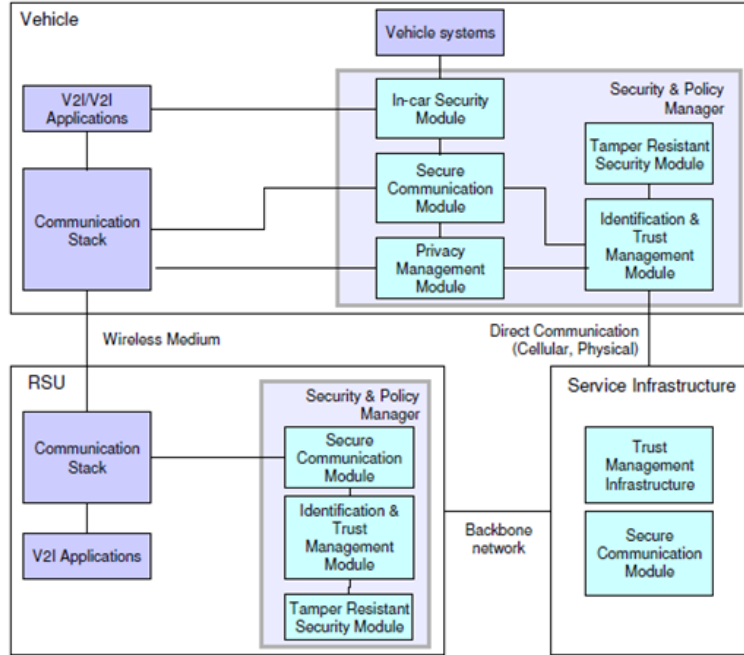 Vehicle
Vehicle systems
V2I/V2I
Applications
In-car Security
Module
Security & Policy
Manager
Tamper Resistant
Security Module
Secure
Communication
Module
Communication
Stack
Identification &
Trust
Management
Module
Privacy
Management
Module
Wireless Medium
Direct Communication
(Cellular, Physical)
RSU
Security & Policy
Manager
Communication
Stack
Secure
Communication
Module
Identification &
Trust
Management
Module
V2I Applications
Tamper Resistant
Security Module
Backbone
network
Service Infrastructure
Trust
Management
Infrastructure
Secure
Communication
Module